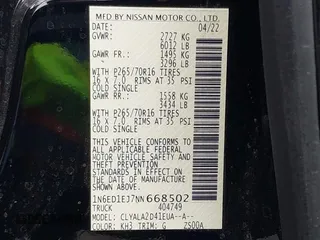 MFD BY NISSAN MOTOR CO., LTD.
DATE: 04/22
GVWR: 2727 KG
6012 LB
GAWR FR.: 1495 KG
3296 LB
WITH P265/70R16 TIRES
16 X 7.0 RIMS AT 35 PSI
COLD SINGLE
GAWR RR.: 1558 KG
3434 LB
WITH P265/70R16 TIRES
16 X 7.0 RIMS AT 35 PSI
COLD SINGLE
THIS VEHICLE CONFORMS TO
ALL APPLICABLE FEDERAL
MOTOR VEHICLE SAFETY
STANDARDS IN EFFECT ON
THE DATE OF MANUFACTURE
SHOWN ABOVE.
1N6ED1EJ7NN668502
TRUCK 404749
MODEL: CLYALA2D41EUA--A--
COLOR: KH3 TRIM: G ZS00A